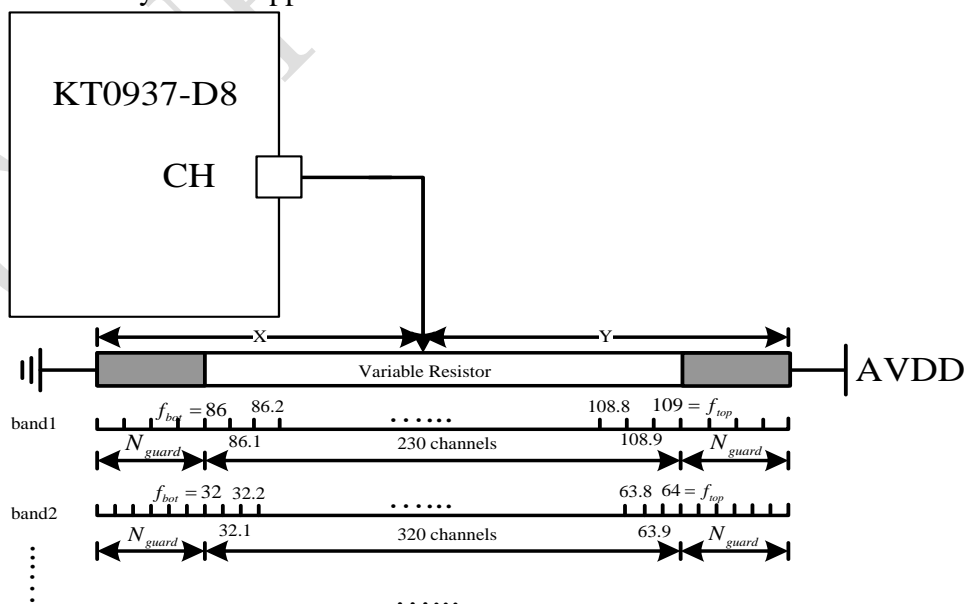 KT0937-D8
CH
X Y
Variable Resistor
AVDD
band1
f_bot = 86 86.2 ...... 108.8 109 = f_top
N_guard 86.1 230 channels 108.9 N_guard
band2
f_bot = 32 32.2 ...... 63.8 64 = f_top
N_guard 32.1 320 channels 63.9 N_guard
......